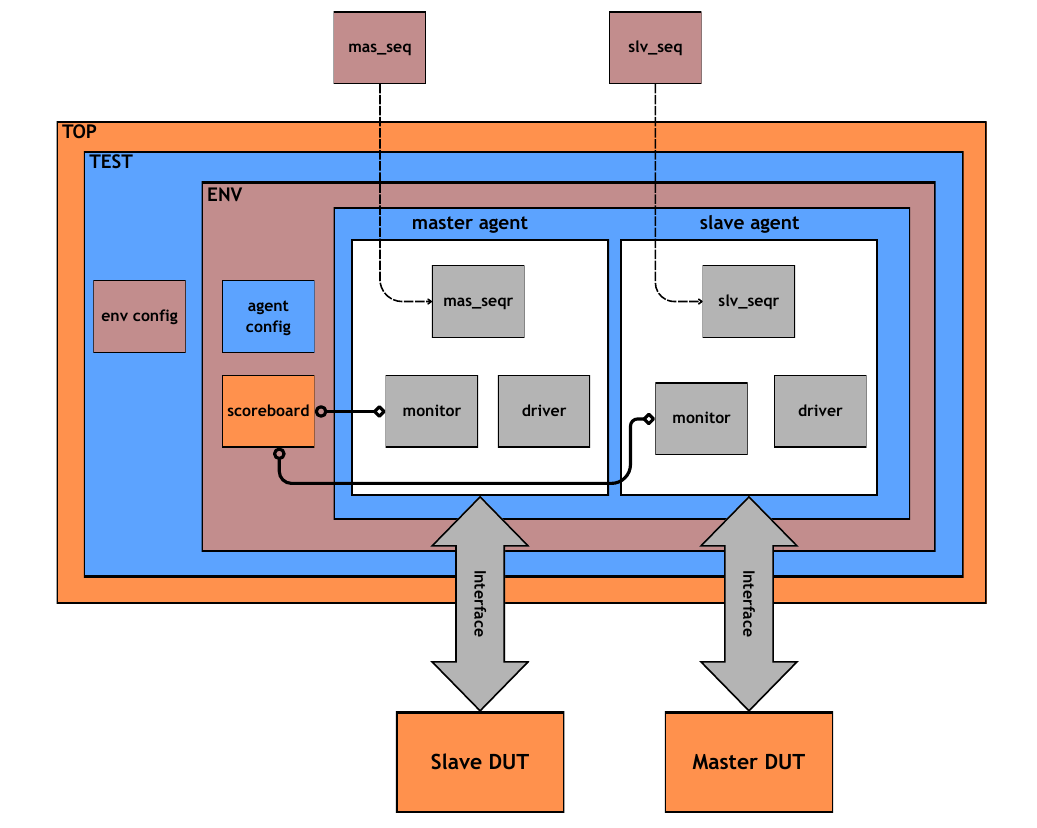 mas_seq
slv_seq
TOP
TEST
ENV
master agent
slave agent
env config
agent
config
mas_seqr
slv_seqr
scoreboard
monitor
driver
monitor
driver
Interface
Interface
Slave DUT
Master DUT